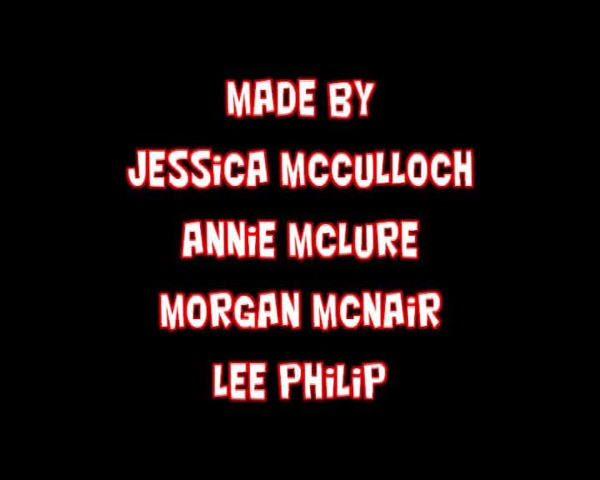 MADE BY
JESSiCA MCCULLOCH
ANNiE MCLURE
MORGAN MCNAiR
LEE PHiLiP